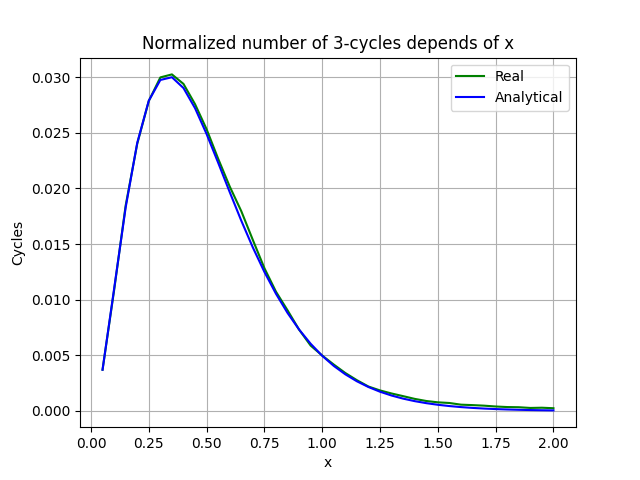 Normalized number of 3-cycles depends of x
Real
Analytical
0.030
0.025
0.020
0.015
0.010
0.005
0.000
Cycles
0.00 0.25 0.50 0.75 1.00 1.25 1.50 1.75 2.00
x